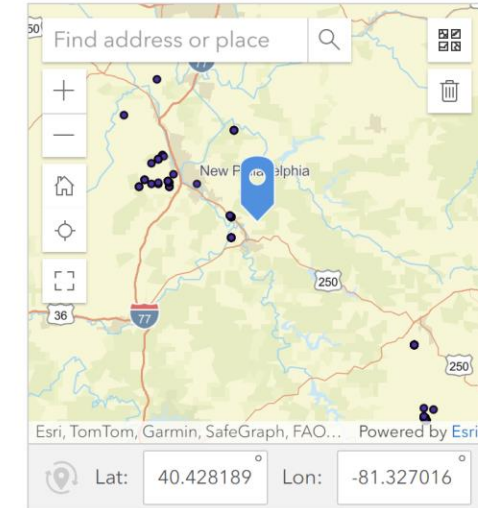 50
Find address or place
77
New Philadelphia
250
36
77
250
Esri, TomTom, Garmin, SafeGraph, FAO... Powered by Esri
Lat: 40.428189 ° Lon: -81.327016 °